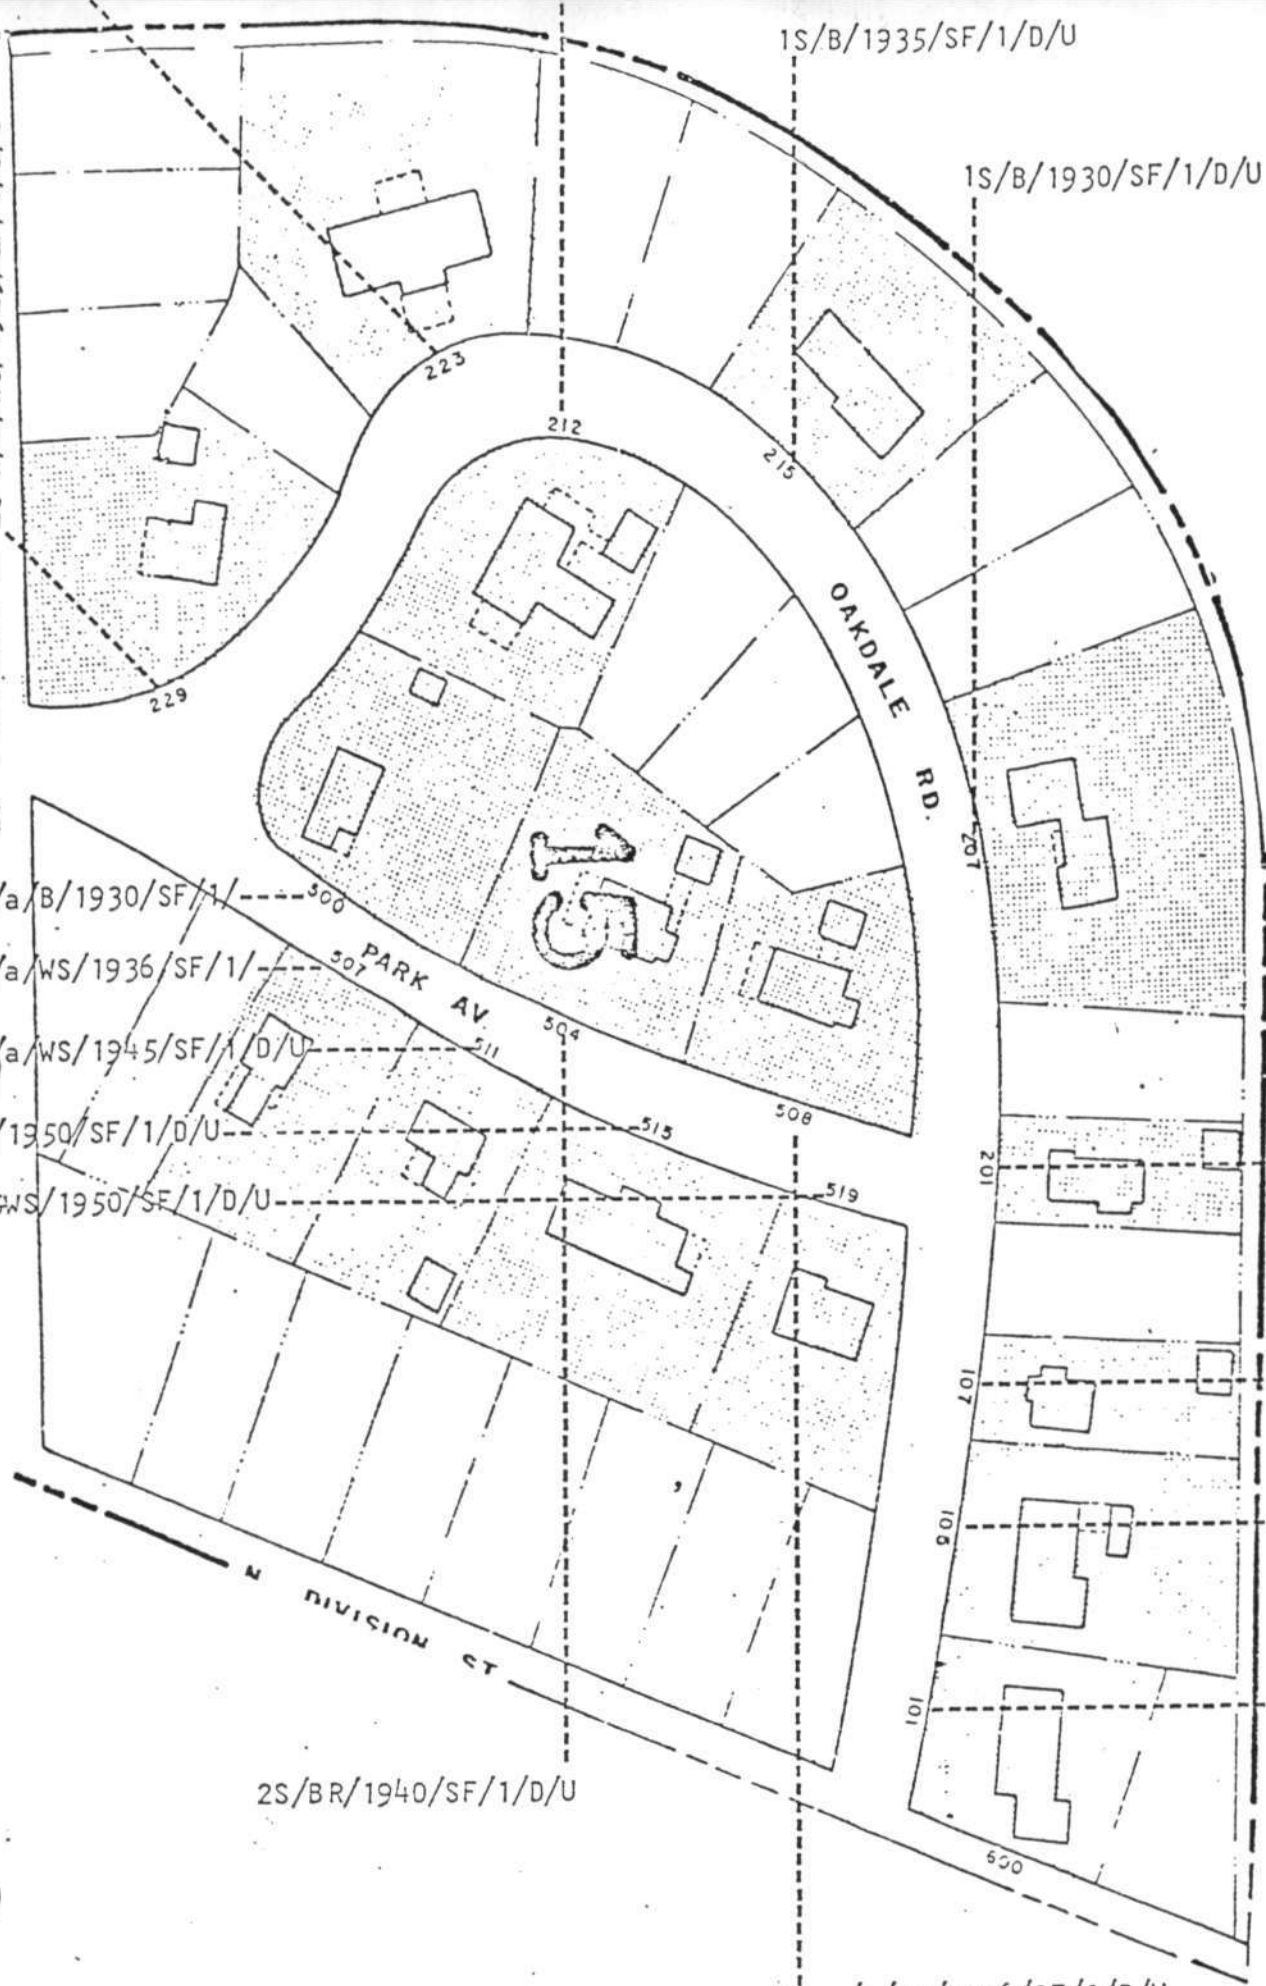 1S/B/1935/SF/1/D/U
1S/B/1930/SF/1/D/U
223
212
215
229
OAKDALE RD.
207
15
a/B/1930/SF/1/
500
a/WS/1936/SF/1/
507
PARK AV
504
a/WS/1945/SF/1/D/U
511
1950/SF/1/D/U
515
508
WS/1950/SF/1/D/U
519
201
107
105
101
N DIVISION ST
600
2S/BR/1940/SF/1/D/U